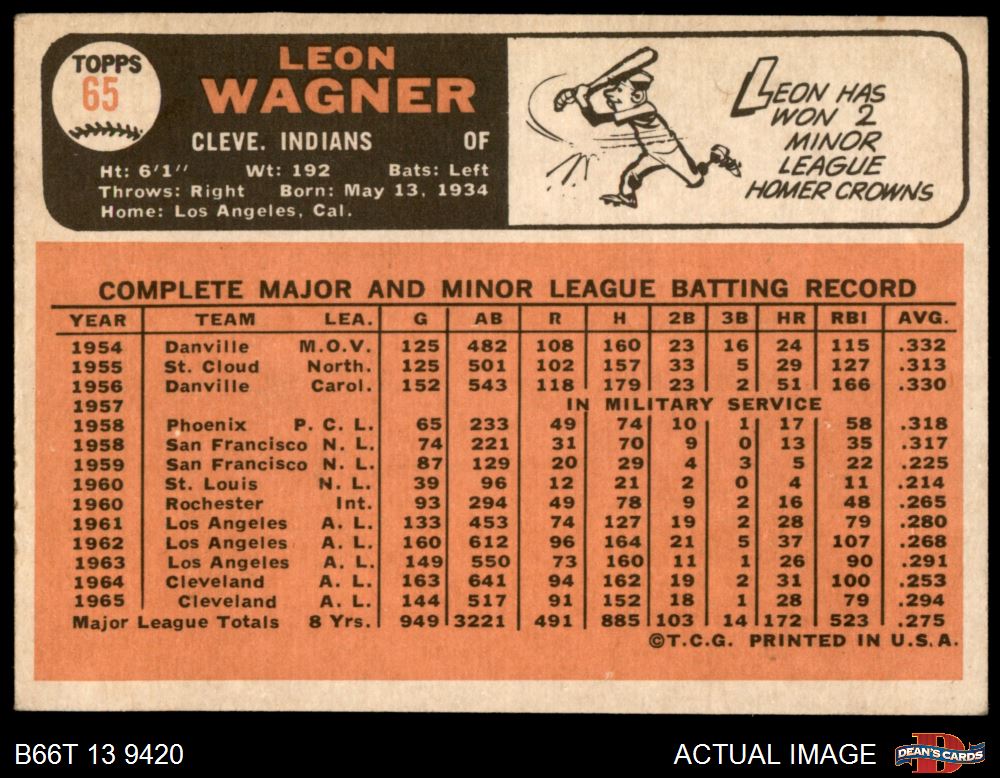 TOPPS
65
LEON
WAGNER
CLEVE. INDIANS OF
Ht: 6'1" Wt: 192 Bats: Left
Throws: Right Born: May 13, 1934
Home: Los Angeles, Cal.
LEON HAS
WON 2
MINOR
LEAGUE
HOMER CROWNS
COMPLETE MAJOR AND MINOR LEAGUE BATTING RECORD
YEAR TEAM LEA. G AB R H 2B 3B HR RBI AVG.
1954 Danville M.O.V. 125 482 108 160 23 16 24 115 .332
1955 St. Cloud North. 125 501 102 157 33 5 29 127 .313
1956 Danville Carol. 152 543 118 179 23 2 51 166 .330
1957 IN MILITARY SERVICE
1958 Phoenix P. C. L. 65 233 49 74 10 1 17 58 .318
1958 San Francisco N. L. 74 221 31 70 9 0 13 35 .317
1959 San Francisco N. L. 87 129 20 29 4 3 5 22 .225
1960 St. Louis N. L. 39 96 12 21 2 0 4 11 .214
1960 Rochester Int. 93 294 49 78 9 2 16 48 .265
1961 Los Angeles A. L. 133 453 74 127 19 2 28 79 .280
1962 Los Angeles A. L. 160 612 96 164 21 5 37 107 .268
1963 Los Angeles A. L. 149 550 73 160 11 1 26 90 .291
1964 Cleveland A. L. 163 641 94 162 19 2 31 100 .253
1965 Cleveland A. L. 144 517 91 152 18 1 28 79 .294
Major League Totals 8 Yrs. 949 3221 491 885 103 14 172 523 .275
©T.C.G. PRINTED IN U.S.A.
B66T 13 9420
ACTUAL IMAGE
DEAN'S CARDS